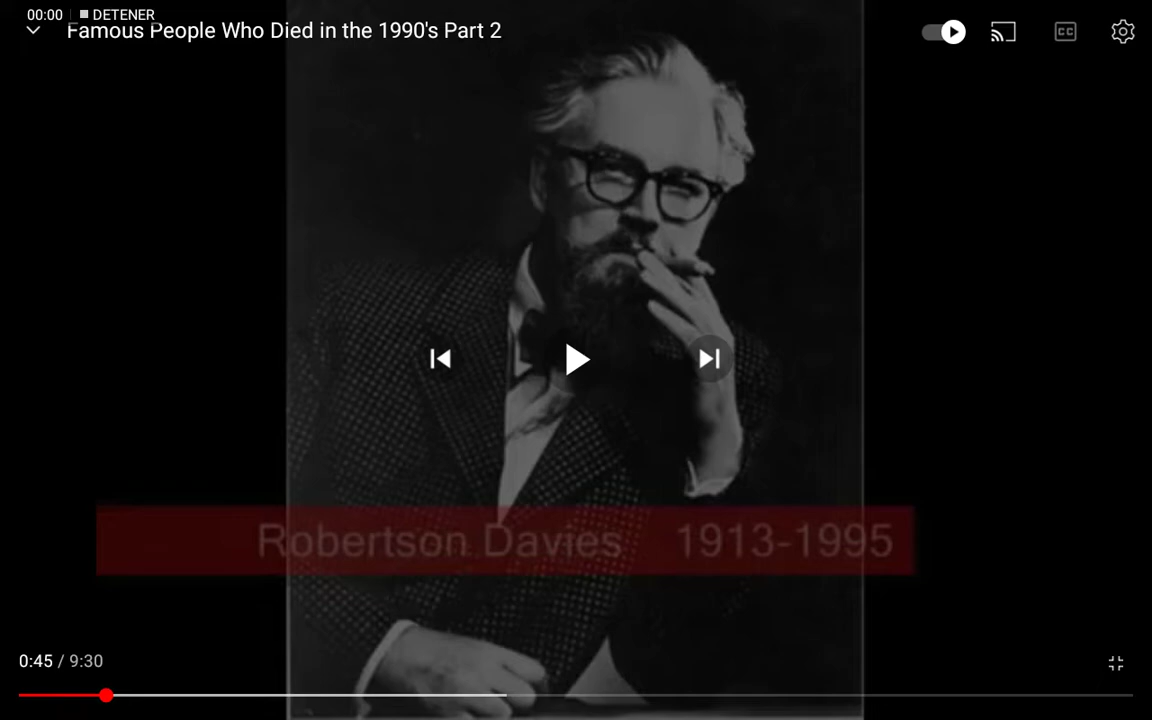 00:00 DETENER
Famous People Who Died in the 1990's Part 2
CC
Robertson Davies 1913-1995
0:45 / 9:30